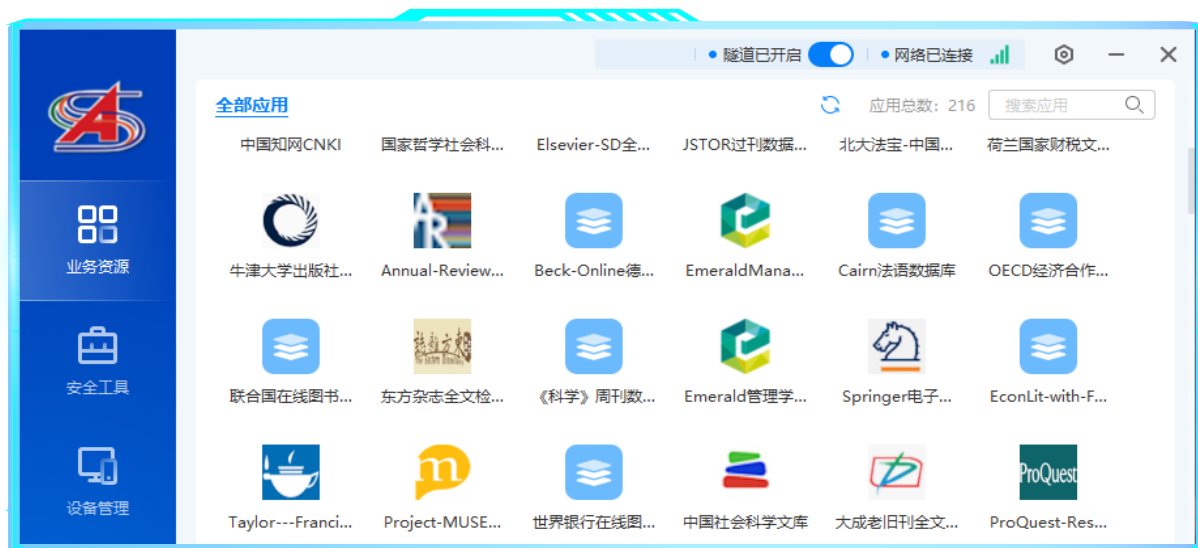 隧道已开启
网络已连接
全部应用
应用总数: 216
搜索应用
中国知网CNKI
国家哲学社会科...
Elsevier-SD全...
JSTOR过刊数据...
北大法宝-中国...
荷兰国家财税文...
业务资源
牛津大学出版社...
Annual-Review...
Beck-Online德...
EmeraldMana...
Cairn法语数据库
OECD经济合作...
安全工具
联合国在线图书...
东方杂志全文检...
《科学》周刊数...
Emerald管理学...
Springer电子...
EconLit-with-F...
ProQuest
设备管理
Taylor---Franci...
Project-MUSE...
世界银行在线图...
中国社会科学文库
大成老旧刊全文...
ProQuest-Res...